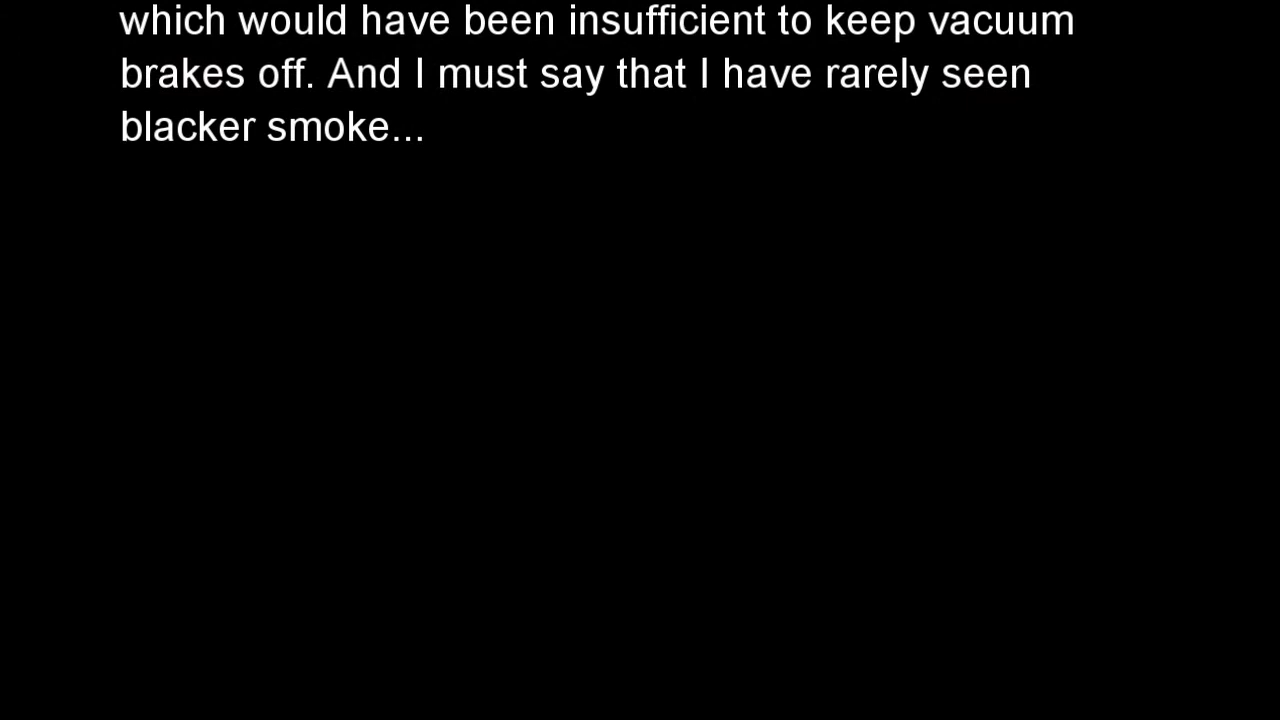 which would have been insufficient to keep vacuum
brakes off. And I must say that I have rarely seen
blacker smoke...